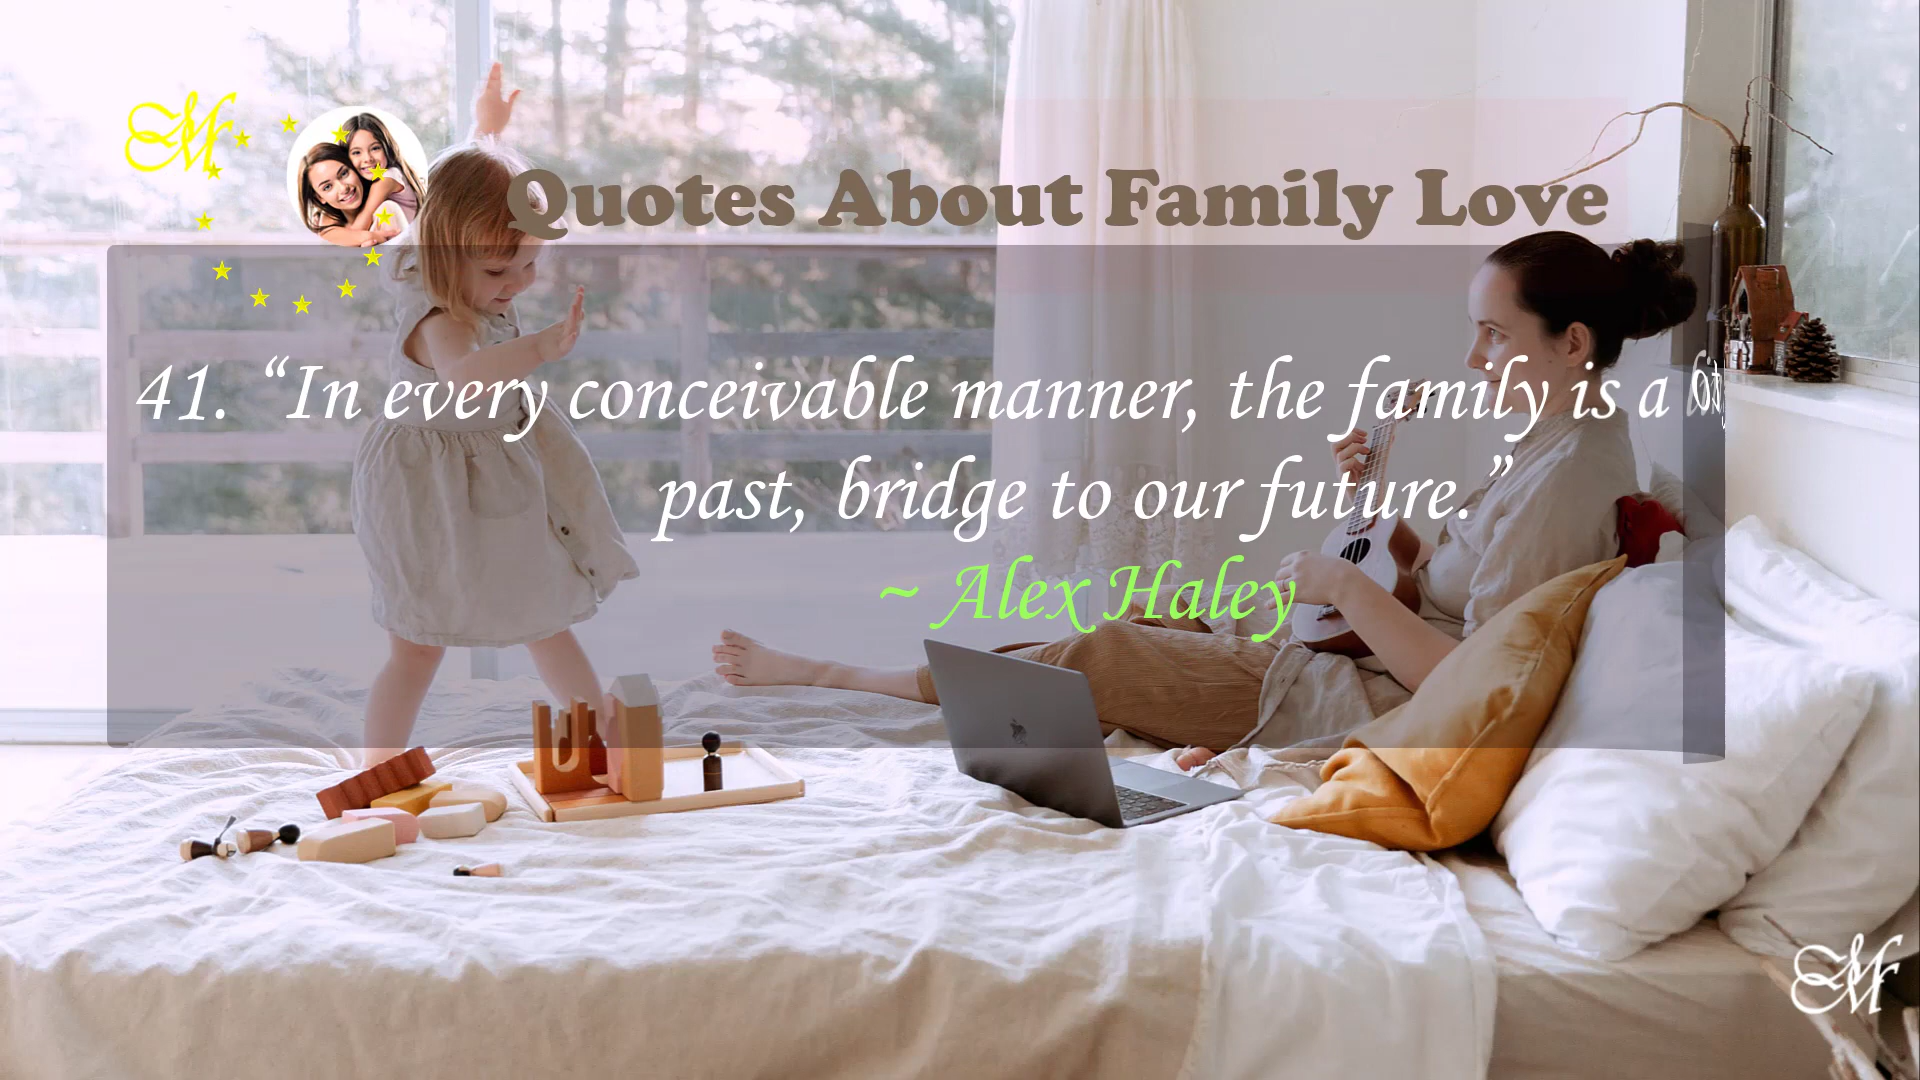 Quotes About Family Love
41. “In every conceivable manner, the family is a
past, bridge to our future.”
~ Alex Haley
M
M